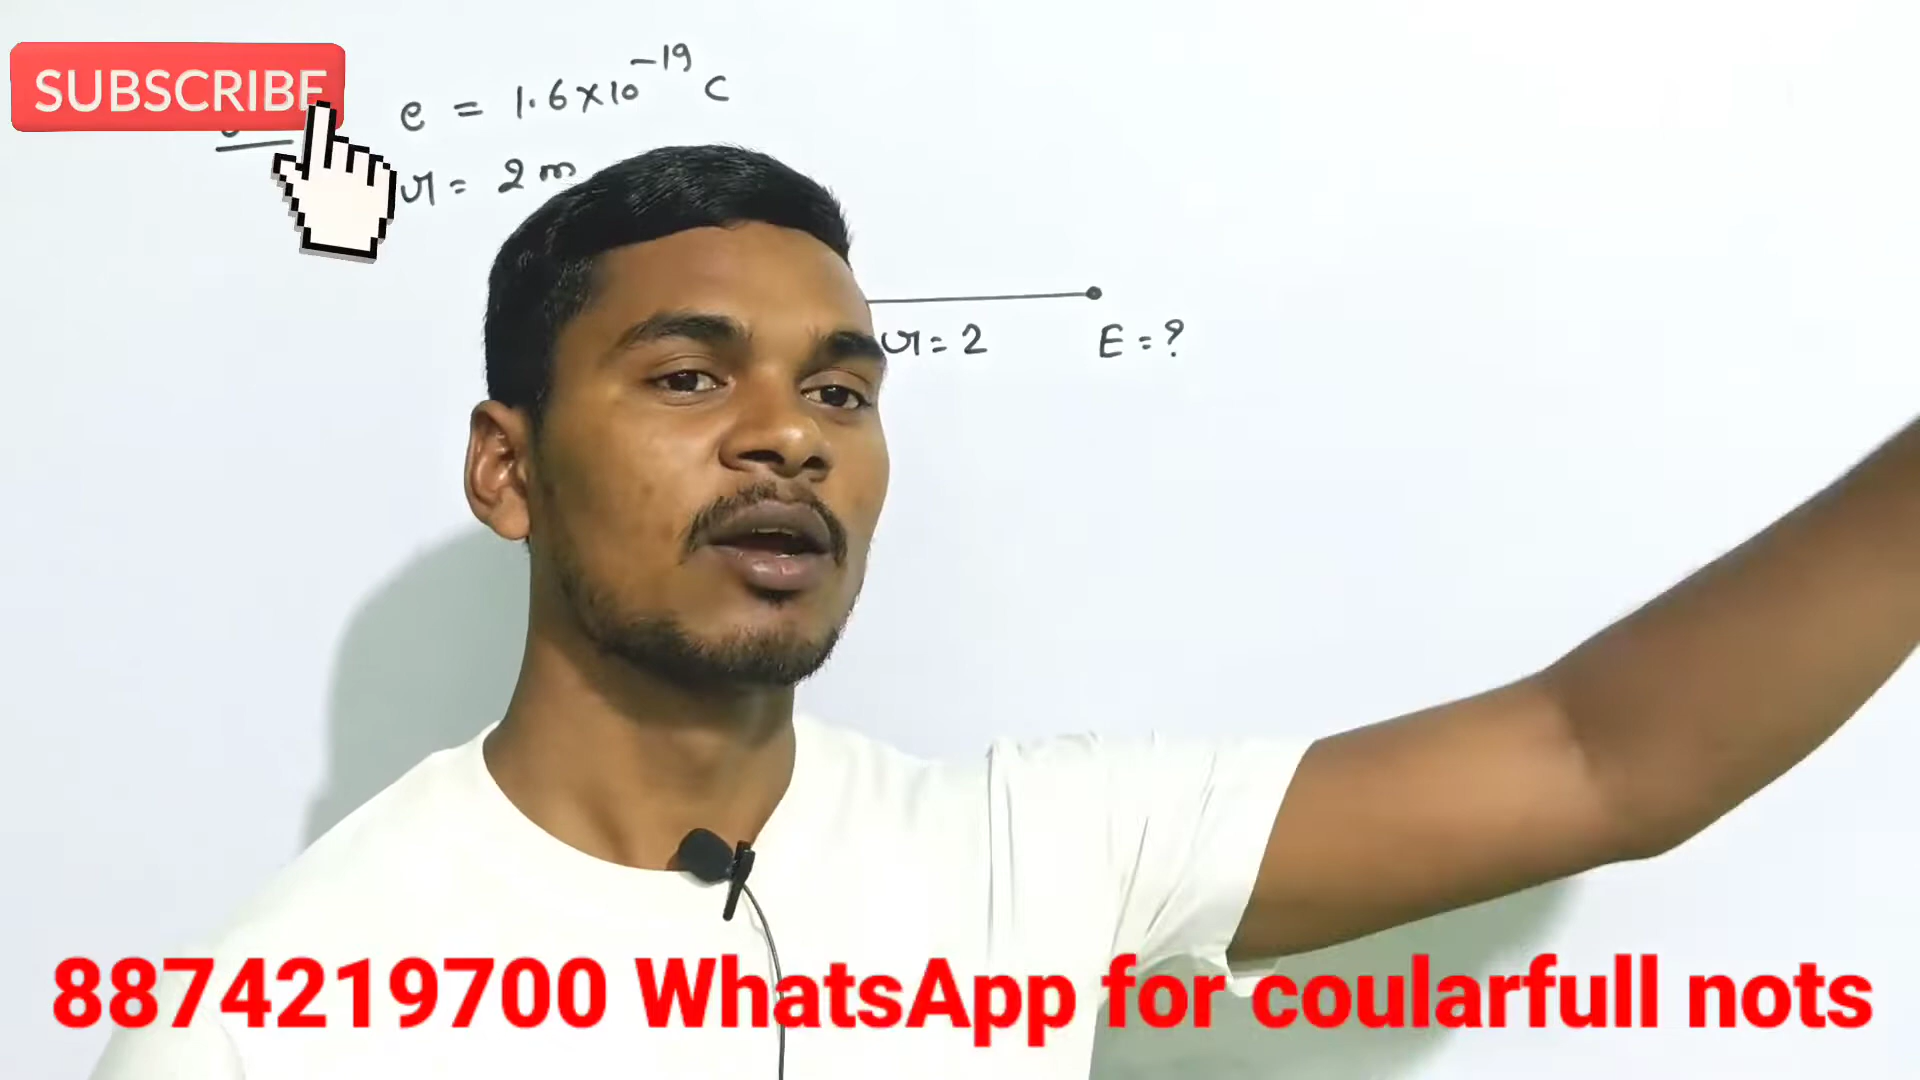 SUBSCRIBE
e = 1.6×10⁻¹⁹ C
r = 2 m
r = 2 E = ?
8874219700 WhatsApp for coularfull nots